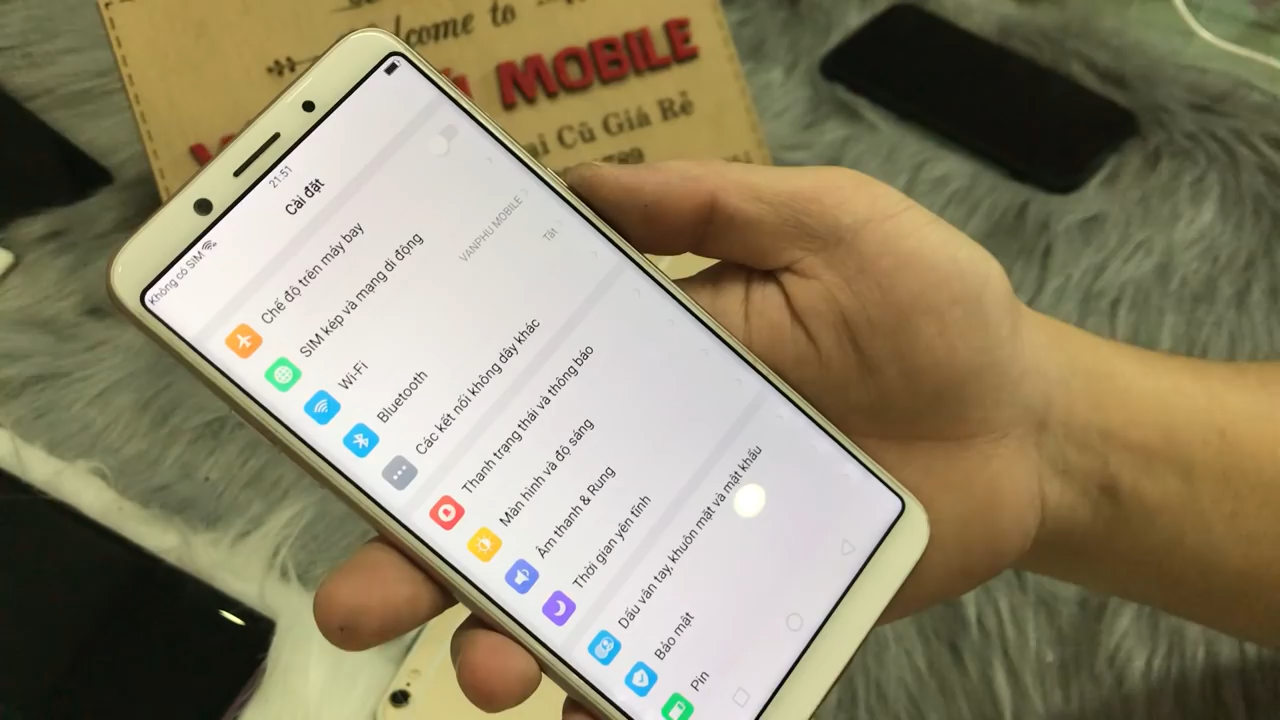 Welcome to
MOBILE
Cũ Giá Rẻ
789
Không có SIM
21:51
Cài đặt
Chế độ trên máy bay
SIM kép và mạng di động
Wi-Fi VANPHU MOBILE
Bluetooth Tắt
Các kết nối không dây khác
Thanh trạng thái và thông báo
Màn hình và độ sáng
Âm thanh & Rung
Thời gian yên tĩnh
Dấu vân tay, khuôn mặt và mật khẩu
Bảo mật
Pin